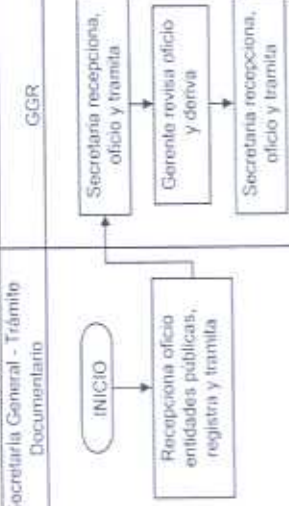 Secretaría General - Trámite
Documentario
GGR
INICIO
Recepciona oficio
entidades públicas,
registra y tramita
Secretaria recepciona,
oficio y tramita
Gerente revisa oficio
y deriva
Secretaria recepciona,
oficio y tramita